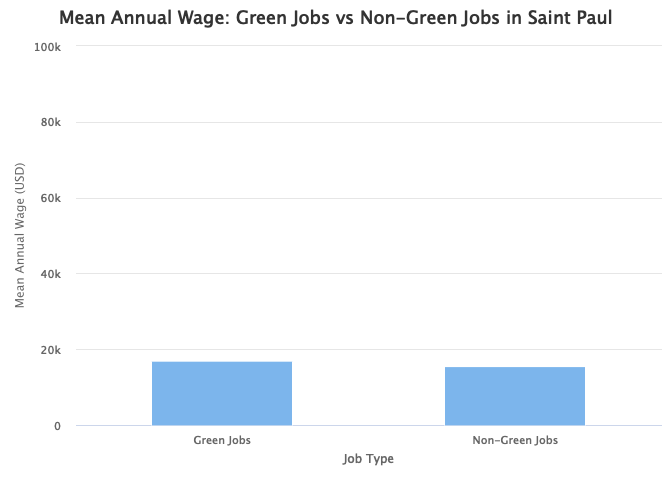 Mean Annual Wage: Green Jobs vs Non-Green Jobs in Saint Paul
100k
80k
60k
40k
20k
0
Mean Annual Wage (USD)
Green Jobs
Non-Green Jobs
Job Type